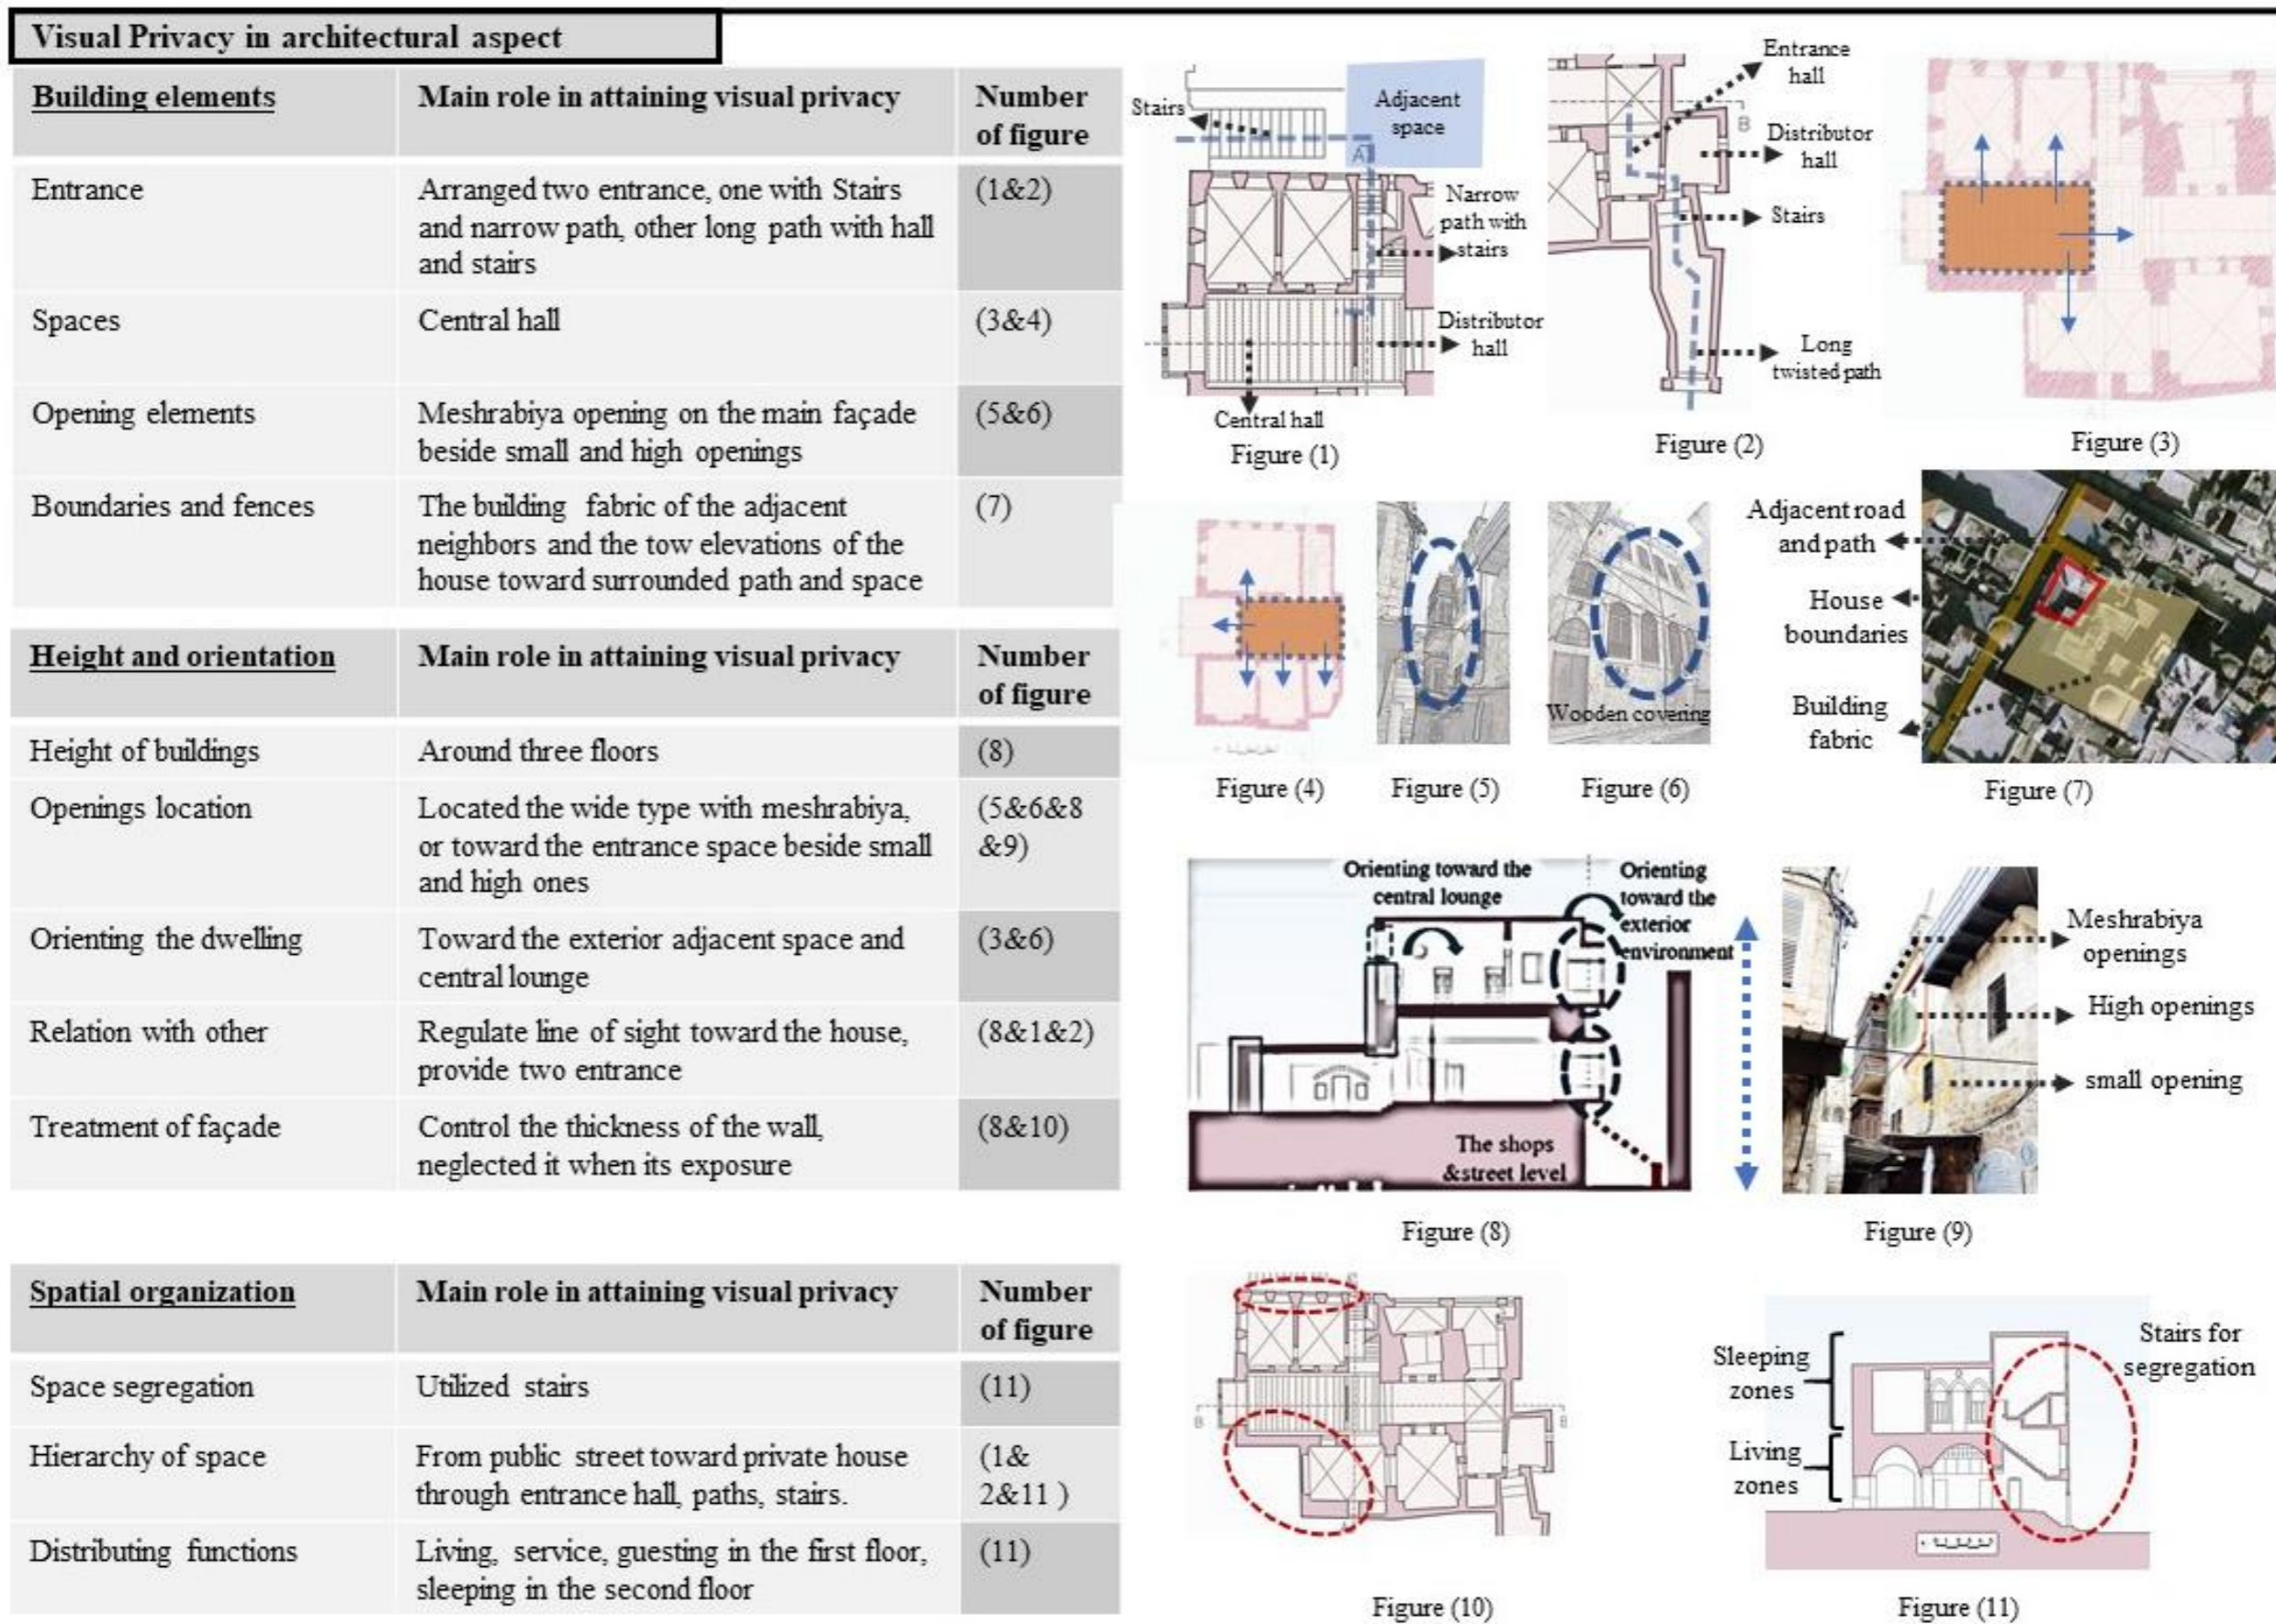 Visual Privacy in architectural aspect
Building elements
Main role in attaining visual privacy
Number
of figure
Entrance
Arranged two entrance, one with Stairs
and narrow path, other long path with hall
and stairs
(1&2)
Spaces
Central hall
(3&4)
Opening elements
Meshrabiya opening on the main façade
beside small and high openings
(5&6)
Boundaries and fences
The building fabric of the adjacent
neighbors and the tow elevations of the
house toward surrounded path and space
(7)
Height and orientation
Main role in attaining visual privacy
Number
of figure
Height of buildings
Around three floors
(8)
Openings location
Located the wide type with meshrabiya,
or toward the entrance space beside small
and high ones
(5&6&8
&9)
Orienting the dwelling
Toward the exterior adjacent space and
central lounge
(3&6)
Relation with other
Regulate line of sight toward the house,
provide two entrance
(8&1&2)
Treatment of façade
Control the thickness of the wall,
neglected it when its exposure
(8&10)
Spatial organization
Main role in attaining visual privacy
Number
of figure
Space segregation
Utilized stairs
(11)
Hierarchy of space
From public street toward private house
through entrance hall, paths, stairs.
(1&
2&11 )
Distributing functions
Living, service, guesting in the first floor,
sleeping in the second floor
(11)
Stairs
Adjacent
space
A
Narrow
path with
stairs
Distributor
hall
Central hall
Figure (1)
Entrance
hall
B
Distributor
hall
Stairs
Long
twisted path
Figure (2)
Figure (3)
Figure (4)
Figure (5)
Wooden covering
Figure (6)
Adjacent road
and path
House
boundaries
Building
fabric
Figure (7)
Orienting toward the
central lounge
Orienting
toward the
exterior
environment
The shops
&street level
Figure (8)
Meshrabiya
openings
High openings
small opening
Figure (9)
B
B
Figure (10)
Sleeping
zones
Living
zones
Stairs for
segregation
Figure (11)